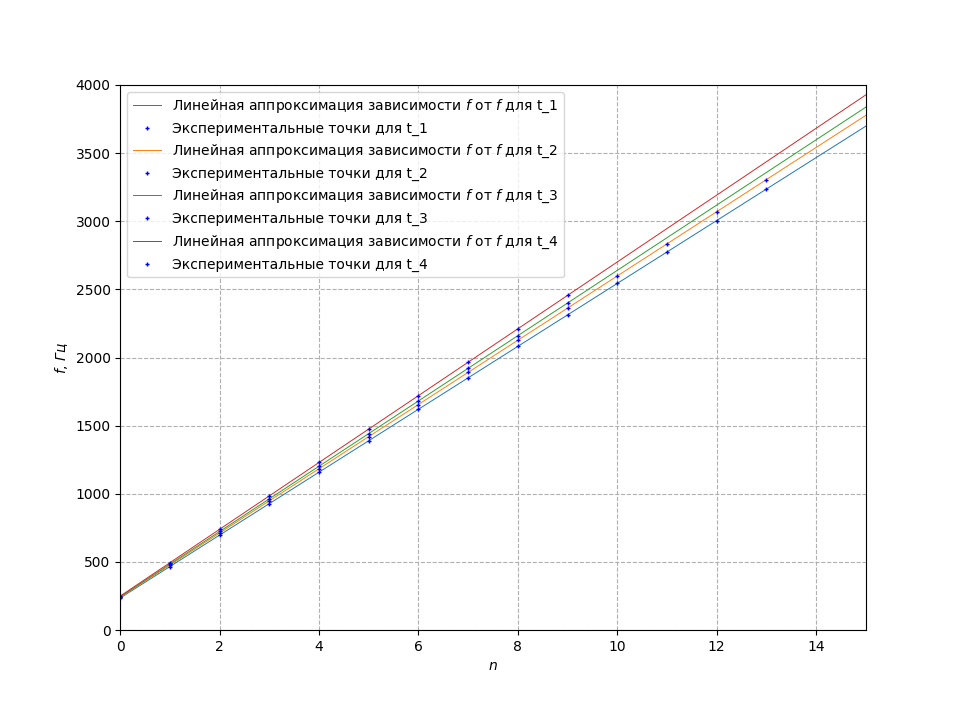 4000
3500
3000
2500
2000
1500
1000
500
0
f, Гц
Линейная аппроксимация зависимости f от f для t_1
Экспериментальные точки для t_1
Линейная аппроксимация зависимости f от f для t_2
Экспериментальные точки для t_2
Линейная аппроксимация зависимости f от f для t_3
Экспериментальные точки для t_3
Линейная аппроксимация зависимости f от f для t_4
Экспериментальные точки для t_4
0 2 4 6 8 10 12 14
n